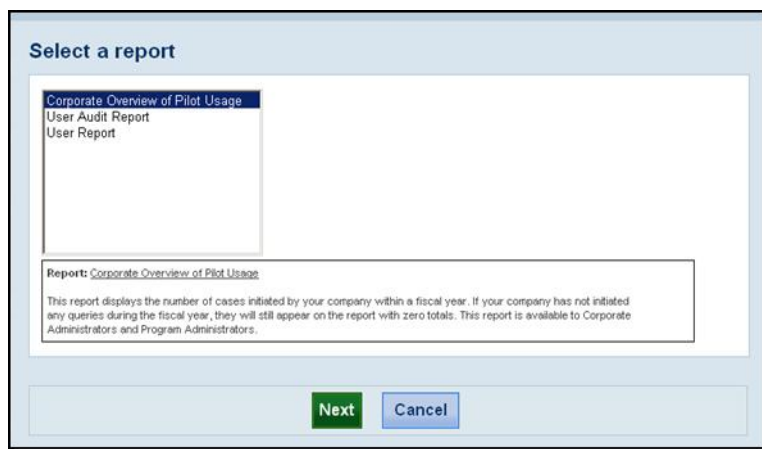 Select a report
Corporate Overview of Pilot Usage
User Audit Report
User Report
Report: Corporate Overview of Pilot Usage
This report displays the number of cases initiated by your company within a fiscal year. If your company has not initiated
any queries during the fiscal year, they will still appear on the report with zero totals. This report is available to Corporate
Administrators and Program Administrators.
Next
Cancel